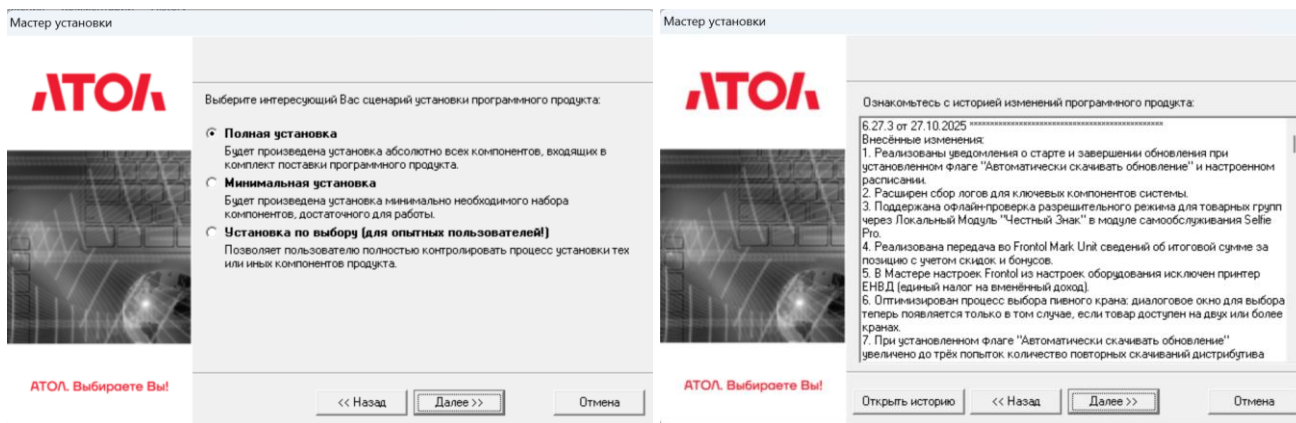 Мастер установки
АТОЛ
Выберите интересующий Вас сценарий установки программного продукта:
Полная установка
Будет произведена установка абсолютно всех компонентов, входящих в
комплект поставки программного продукта.
Минимальная установка
Будет произведена установка минимально необходимого набора
компонентов, достаточного для работы.
Установка по выбору (для опытных пользователей!)
Позволяет пользователю полностью контролировать процесс установки тех
или иных компонентов продукта.
АТОЛ. Выбираете Вы!
<< Назад
Далее >>
Отмена
Мастер установки
АТОЛ
Ознакомьтесь с историей изменений программного продукта:
6.27.3 от 27.10.2025
Внесённые изменения:
1. Реализованы уведомления о старте и завершении обновления при
установленном флаге "Автоматически скачивать обновление" и настроенном
расписании.
2. Расширен сбор логов для ключевых компонентов системы.
3. Поддержана офлайн-проверка разрешительного режима для товарных групп
через Локальный Модуль "Честный Знак" в модуле самообслуживания Selfie
Pro.
4. Реализована передача во Frontol Mark Unit сведений об итоговой сумме за
позицию с учетом скидок и бонусов.
5. В Мастере настроек Frontol из настроек оборудования исключен принтер
ЕНВД (единый налог на вменённый доход).
6. Оптимизирован процесс выбора пивного крана: диалоговое окно для выбора
теперь появляется только в том случае, если товар доступен на двух или более
кранах.
7. При установленном флаге "Автоматически скачивать обновление"
увеличено до трёх попыток количество повторных скачиваний дистрибутива
АТОЛ. Выбираете Вы!
Открыть историю
<< Назад
Далее >>
Отмена